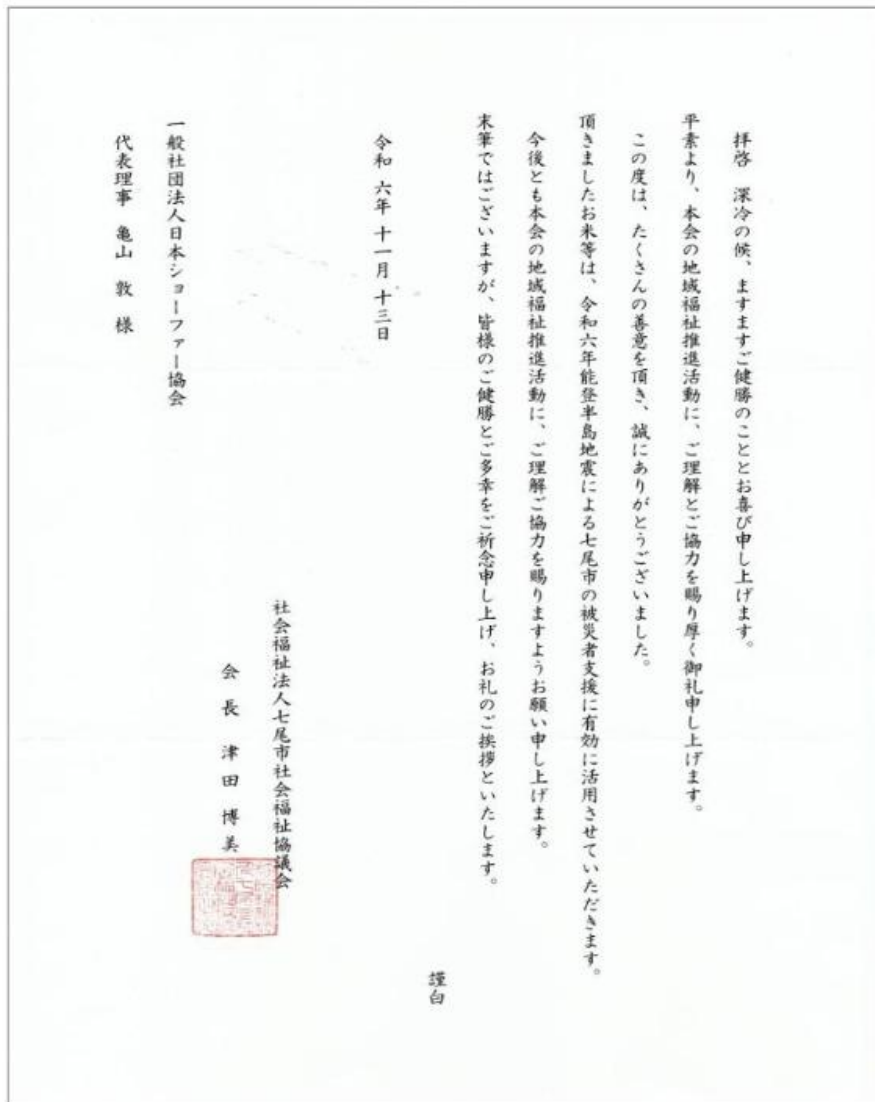 拝啓　深冷の候、ますますご健勝のこととお喜び申し上げます。
平素より、本会の地域福祉推進活動に、ご理解とご協力を賜り厚く御礼申し上げます。
この度は、たくさんの善意を頂き、誠にありがとうございました。
頂きましたお米等は、令和六年能登半島地震による七尾市の被災者支援に有効に活用させていただきます。
今後とも本会の地域福祉推進活動に、ご理解ご協力を賜りますようお願い申し上げます。
末筆ではございますが、皆様のご健勝とご多幸をご祈念申し上げ、お礼のご挨拶といたします。
謹白
令和 六年 十一月 十三日
社会福祉法人七尾市社会福祉協議会
会 長　津 田 博 美
一般社団法人日本ショーファー協会
代表理事　亀山　敦　様